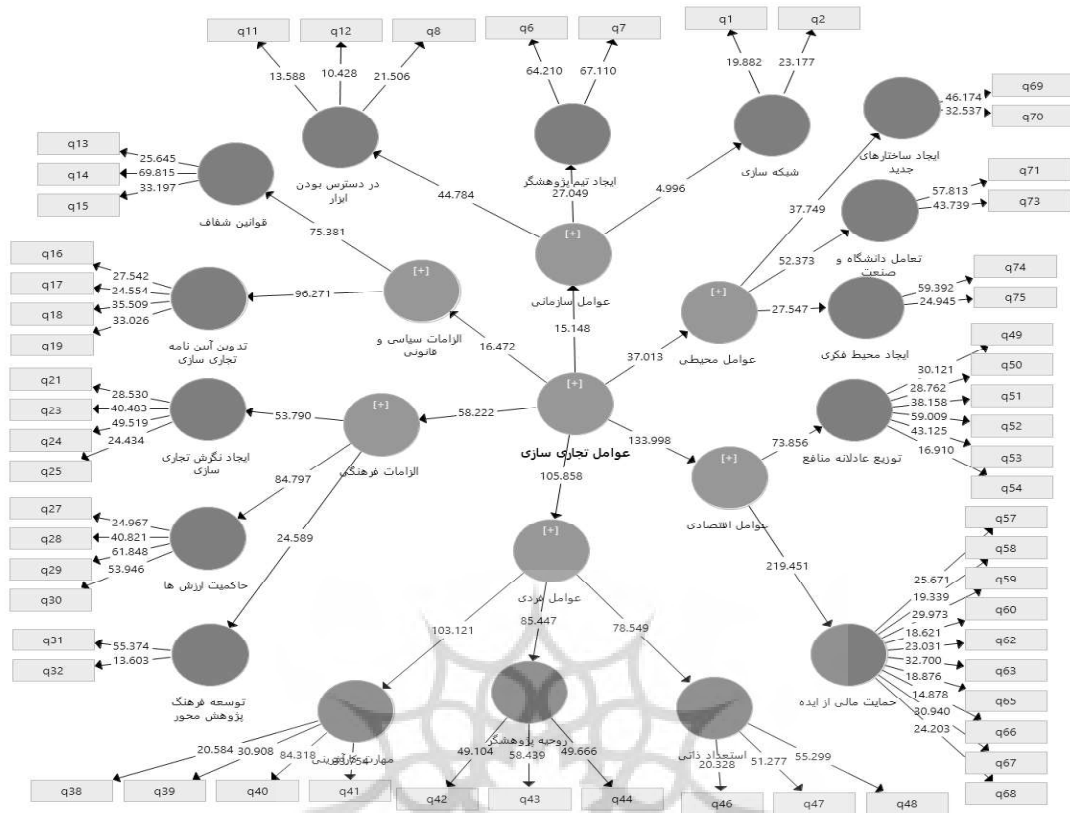 q11
q12
q8
q6
q7
q1
q2
13.588
10.428
21.506
64.210
67.110
19.882
23.177
در دسترس بودن
ابزار
ایجاد تیم پژوهشگر
شبکه سازی
44.784
27.049
4.996
q69
q70
46.174
32.537
ایجاد ساختارهای
جدید
37.749
q71
q73
57.813
43.739
تعامل دانشگاه و
صنعت
52.373
q74
q75
59.392
24.945
ایجاد محیط فکری
27.547
q13
q14
q15
25.645
69.815
33.197
قوانین شفاف
75.381
q16
q17
q18
q19
27.542
24.554
35.509
33.026
تدوین آیین نامه
تجاری سازی
96.271
[+]
الزامات سیاسی و
قانونی
[+]
عوامل سازمانی
[+]
عوامل محیطی
16.472
15.148
37.013
q21
q23
q24
q25
28.530
40.403
49.519
24.434
ایجاد نگرش تجاری
سازی
53.790
[+]
الزامات فرهنگی
58.222
[+]
عوامل تجاری سازی
133.998
105.858
[+]
عوامل اقتصادی
73.856
توزیع عادلانه منافع
q49
q50
q51
q52
q53
q54
30.121
28.762
38.158
59.009
43.125
16.910
q27
q28
q29
q30
24.967
40.821
61.848
53.946
حاکمیت ارزش ها
84.797
q31
q32
55.374
13.603
توسعه فرهنگ
پژوهش محور
24.589
[+]
عوامل فردی
103.121
85.447
78.549
219.451
حمایت مالی از ایده
q57
q58
q59
q60
q62
q63
q65
q66
q67
q68
25.671
19.339
29.973
18.621
23.031
32.700
18.876
14.878
30.940
24.203
روحیه پژوهشگر
استعداد ذاتی
20.584
30.908
84.318
49.104
58.439
49.666
20.328
51.277
55.299
q38
q39
q40
q41
q42
q43
q44
q46
q47
q48